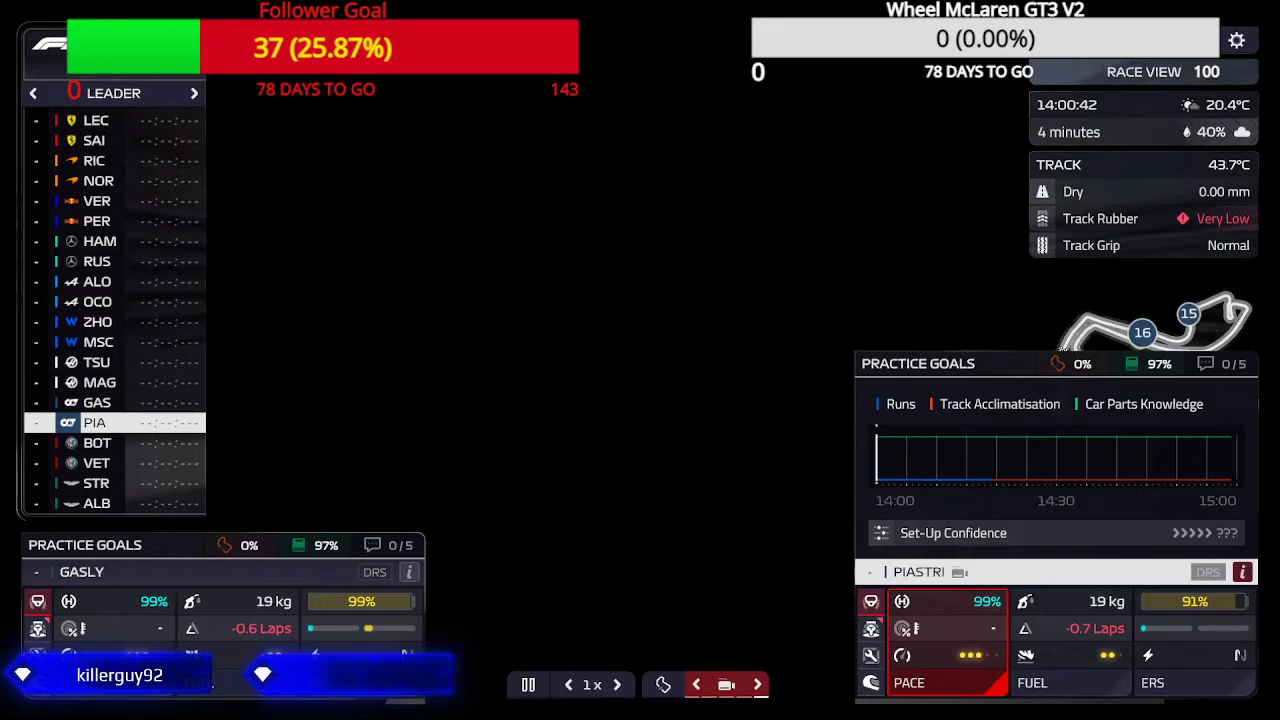 Follower Goal
37 (25.87%)
0
78 DAYS TO GO
143
Wheel McLaren GT3 V2
0 (0.00%)
0
78 DAYS TO GO
RACE VIEW 100
LEADER
- LEC --:--:---
- SAI --:--:---
- RIC --:--:---
- NOR --:--:---
- VER --:--:---
- PER --:--:---
- HAM --:--:---
- RUS --:--:---
- ALO --:--:---
- OCO --:--:---
- ZHO --:--:---
- MSC --:--:---
- TSU --:--:---
- MAG --:--:---
- GAS --:--:---
- PIA --:--:---
- BOT --:--:---
- VET --:--:---
- STR --:--:---
- ALB --:--:---
14:00:42 20.4°C
4 minutes 40%
TRACK 43.7°C
Dry 0.00 mm
Track Rubber Very Low
Track Grip Normal
15
16
PRACTICE GOALS 0% 97% 0/5
Runs Track Acclimatisation Car Parts Knowledge
14:00 14:30 15:00
Set-Up Confidence ???
- PIASTRI DRS i
99% 19 kg 91%
- -0.7 Laps
PACE FUEL ERS
PRACTICE GOALS 0% 97% 0/5
- GASLY DRS i
99% 19 kg 99%
- -0.6 Laps
killerguy92
1x